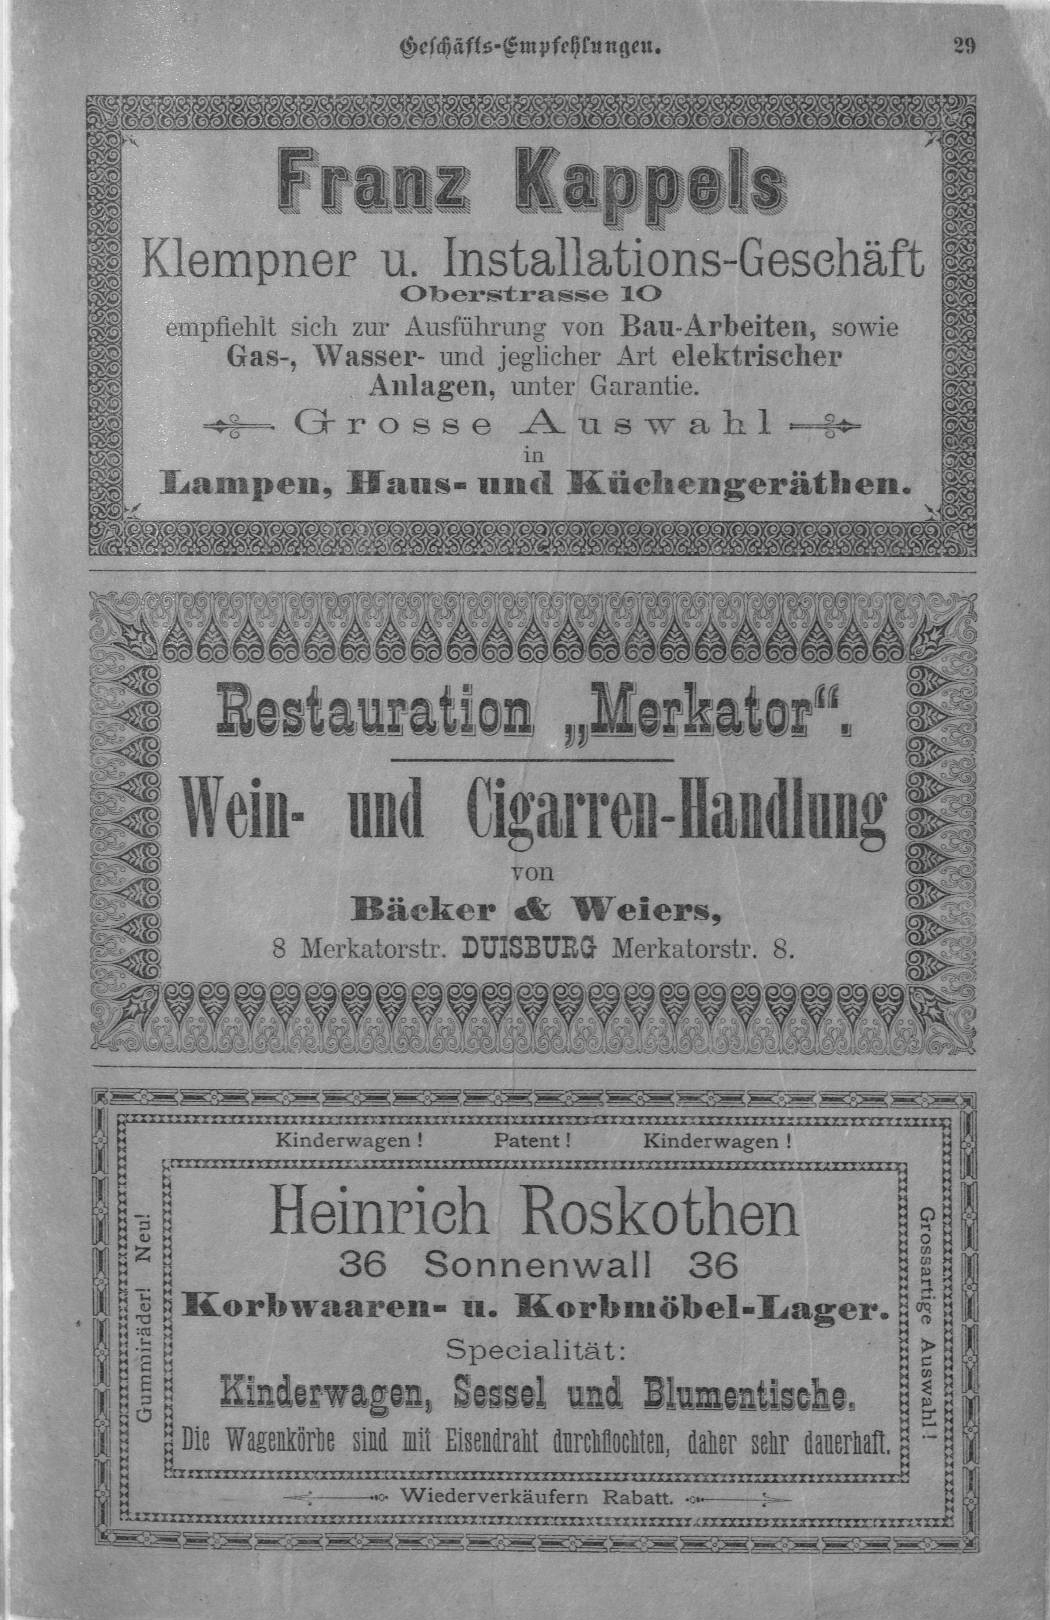 Geschäfts-Empfehlungen. 29
Franz Kappels
Klempner u. Installations-Geschäft
Oberstrasse 10
empfiehlt sich zur Ausführung von Bau-Arbeiten, sowie
Gas-, Wasser- und jeglicher Art elektrischer
Anlagen, unter Garantie.
Grosse Auswahl
in
Lampen, Haus- und Küchengeräthen.
Restauration „Merkator“.
Wein- und Cigarren-Handlung
von
Bäcker & Weiers,
8 Merkatorstr. DUISBURG Merkatorstr. 8.
Kinderwagen! Patent! Kinderwagen!
Gummiräder! Neu!
Heinrich Roskothen
36 Sonnenwall 36
Korbwaaren- u. Korbmöbel-Lager.
Specialität:
Kinderwagen, Sessel und Blumentische.
Die Wagenkörbe sind mit Eisendraht durchflochten, daher sehr dauerhaft.
Grossartige Auswahl!
Wiederverkäufern Rabatt.